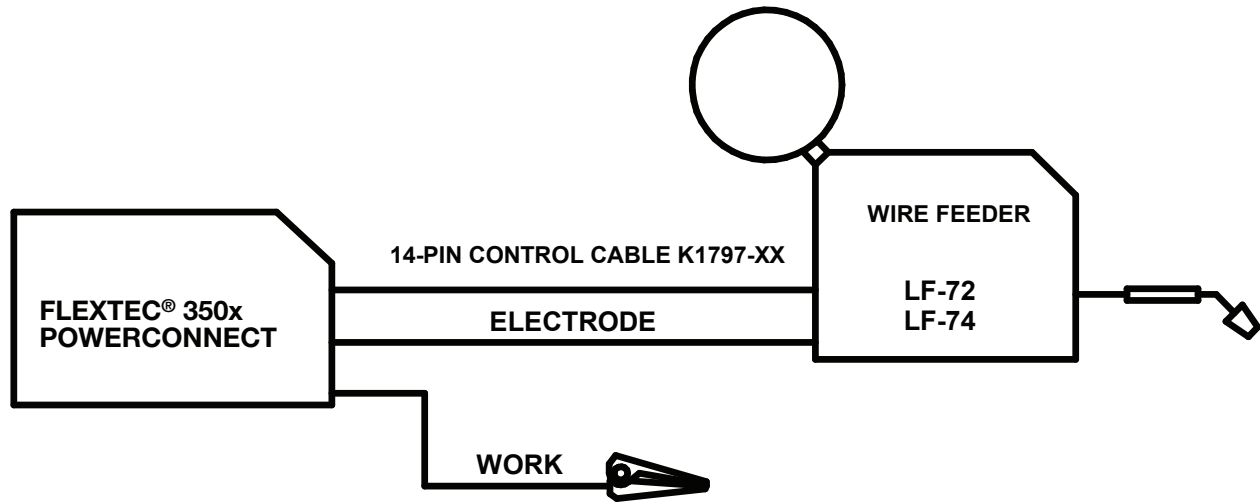 WIRE FEEDER
14-PIN CONTROL CABLE K1797-XX
LF-72
LF-74
FLEXTEC® 350x
POWERCONNECT
ELECTRODE
WORK